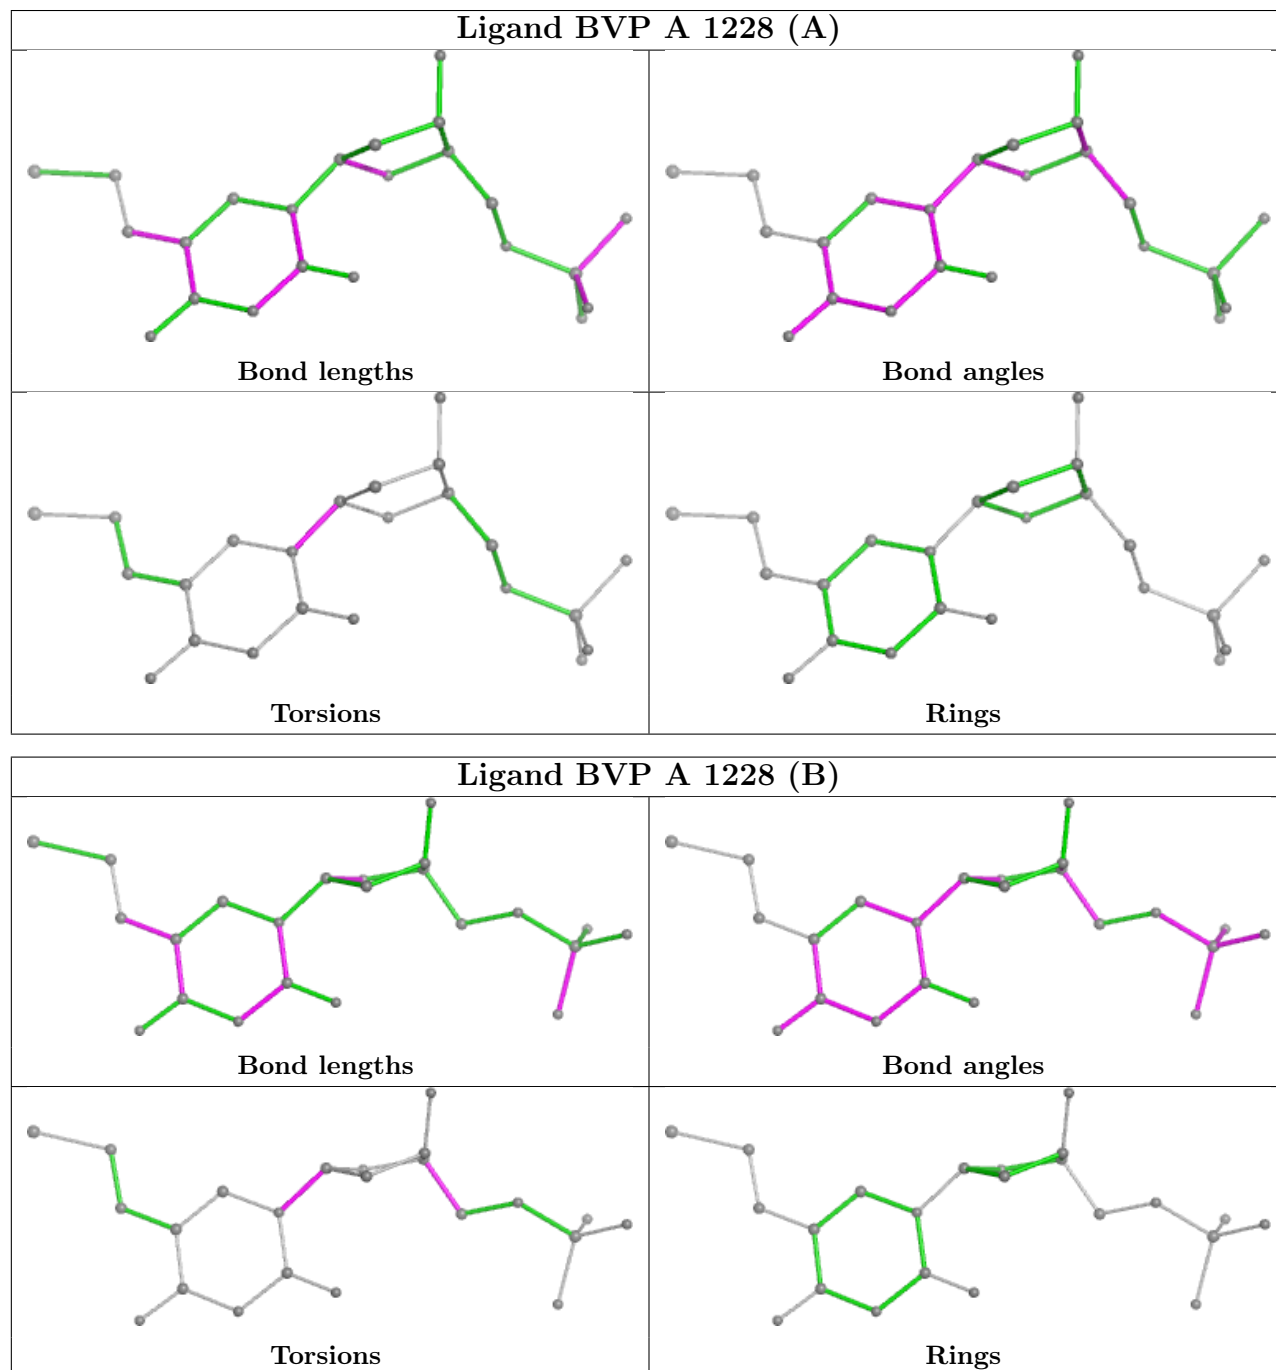 Ligand BVP A 1228 (A)
Bond lengths
Bond angles
Torsions
Rings
Ligand BVP A 1228 (B)
Bond lengths
Bond angles
Torsions
Rings